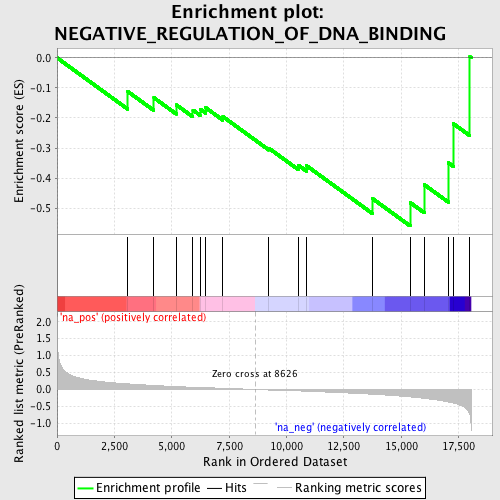 Enrichment plot:
NEGATIVE_REGULATION_OF_DNA_BINDING
Enrichment score (ES)
0.0
-0.1
-0.2
-0.3
-0.4
-0.5
'na_pos' (positively correlated)
Ranked list metric (PreRanked)
2.0
1.5
1.0
0.5
0.0
-0.5
-1.0
Zero cross at 8626
'na_neg' (negatively correlated)
0 2,500 5,000 7,500 10,000 12,500 15,000 17,500
Rank in Ordered Dataset
Enrichment profile Hits Ranking metric scores